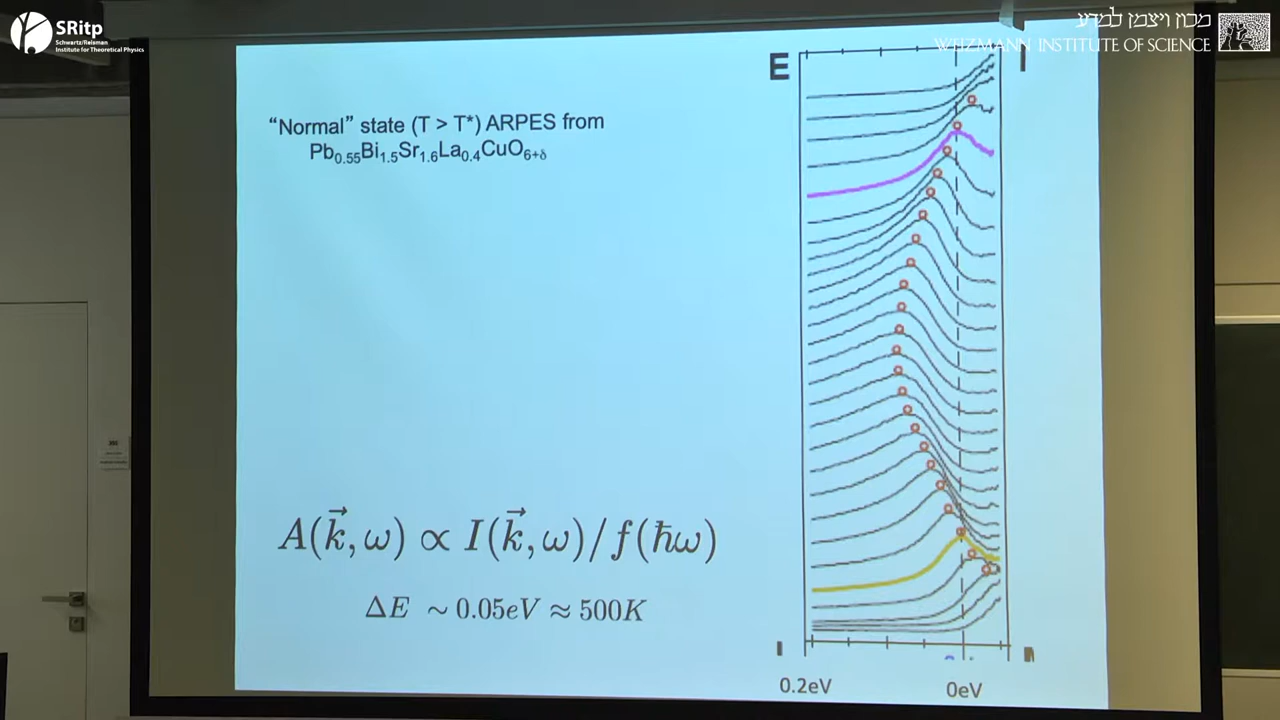 SRitp
Schwartz/Reisman
Institute for Theoretical Physics
מכון ויצמן למדע
WEIZMANN INSTITUTE OF SCIENCE
E
“Normal” state (T > T*) ARPES from
Pb₀.₅₅Bi₁.₅Sr₁.₆La₀.₄CuO₆₊δ
A(k⃗, ω) ∝ I(k⃗, ω)/f(ħω)
ΔE ∼ 0.05eV ≈ 500K
0.2eV
0eV